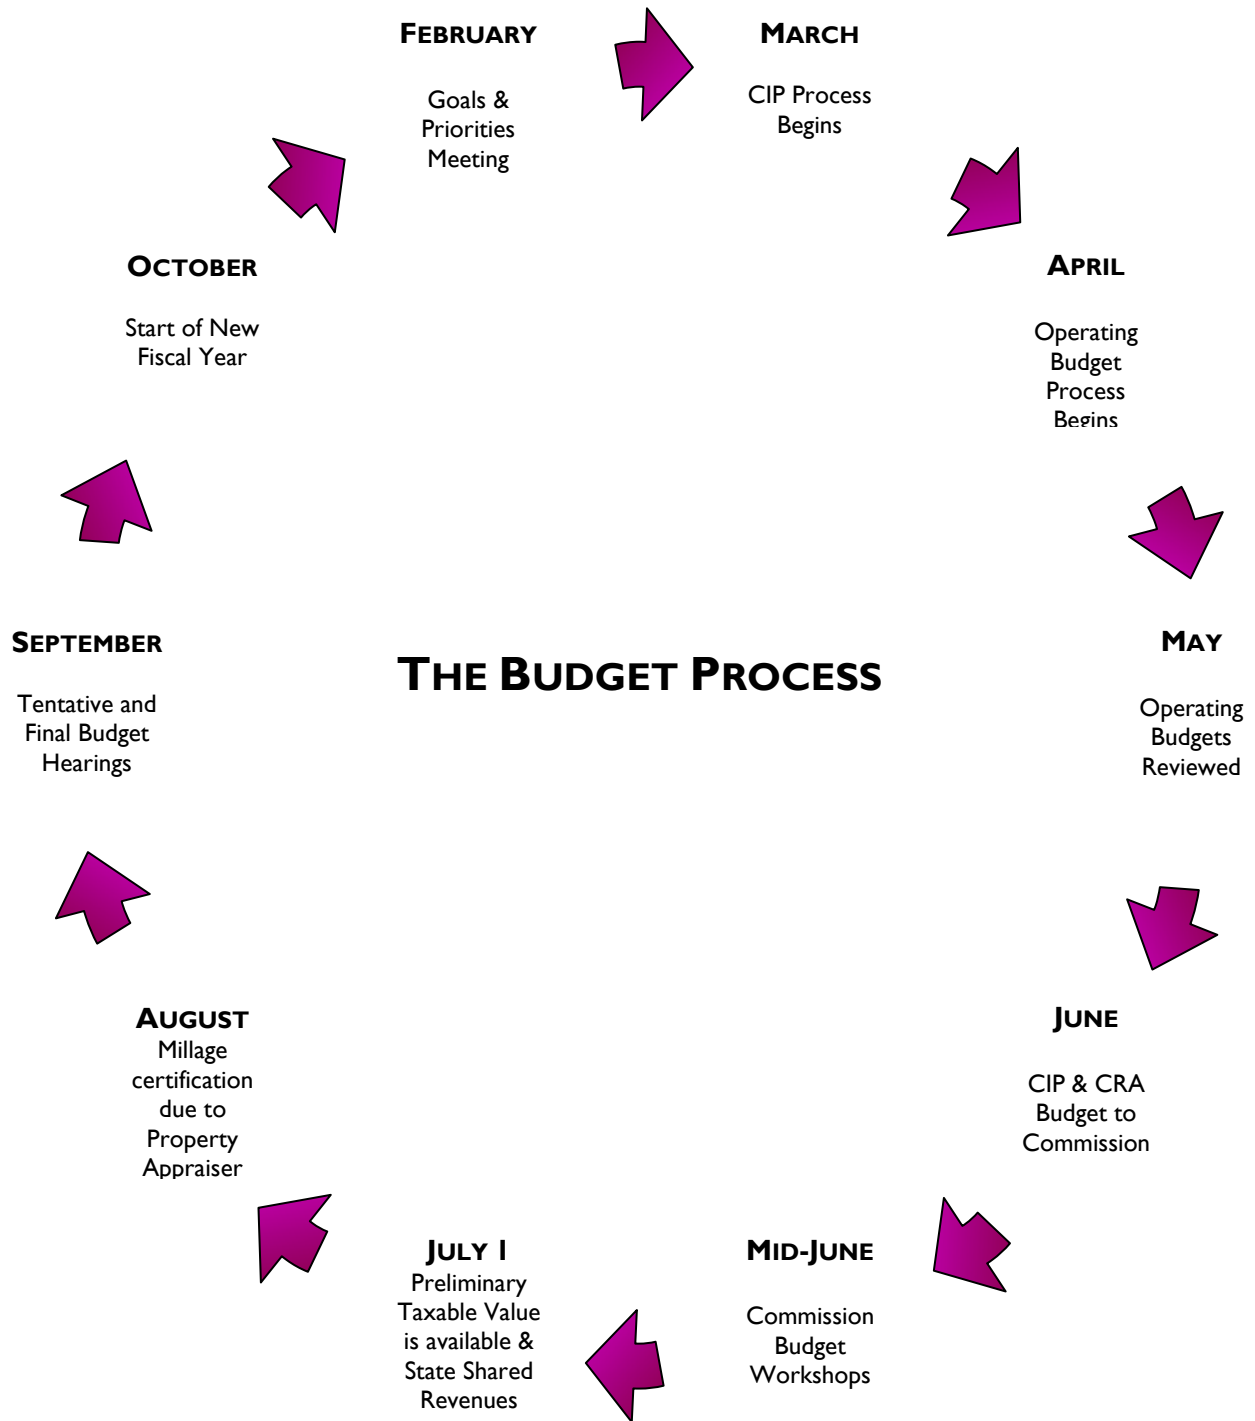 FEBRUARY
Goals &
Priorities
Meeting
MARCH
CIP Process
Begins
APRIL
Operating
Budget
Process
Begins
MAY
Operating
Budgets
Reviewed
JUNE
CIP & CRA
Budget to
Commission
MID-JUNE
Commission
Budget
Workshops
JULY 1
Preliminary
Taxable Value
is available &
State Shared
Revenues
AUGUST
Millage
certification
due to
Property
Appraiser
SEPTEMBER
Tentative and
Final Budget
Hearings
OCTOBER
Start of New
Fiscal Year
THE BUDGET PROCESS